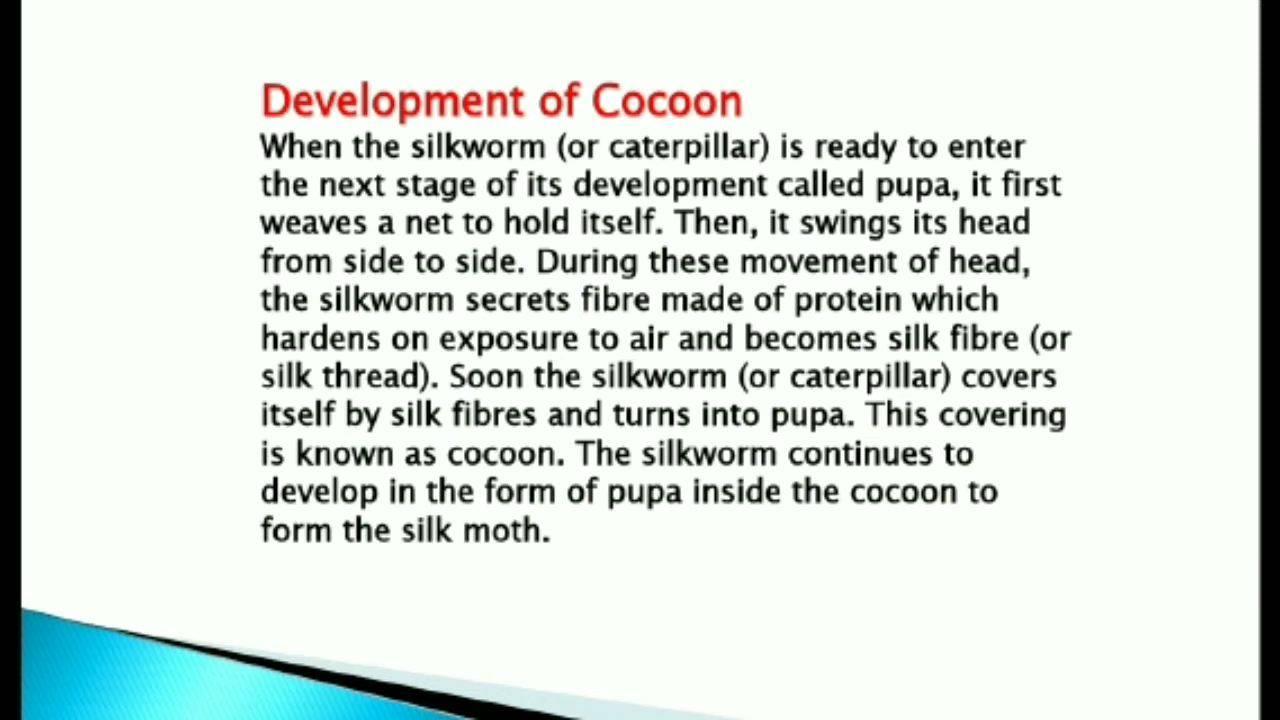 Development of Cocoon
When the silkworm (or caterpillar) is ready to enter
the next stage of its development called pupa, it first
weaves a net to hold itself. Then, it swings its head
from side to side. During these movement of head,
the silkworm secrets fibre made of protein which
hardens on exposure to air and becomes silk fibre (or
silk thread). Soon the silkworm (or caterpillar) covers
itself by silk fibres and turns into pupa. This covering
is known as cocoon. The silkworm continues to
develop in the form of pupa inside the cocoon to
form the silk moth.